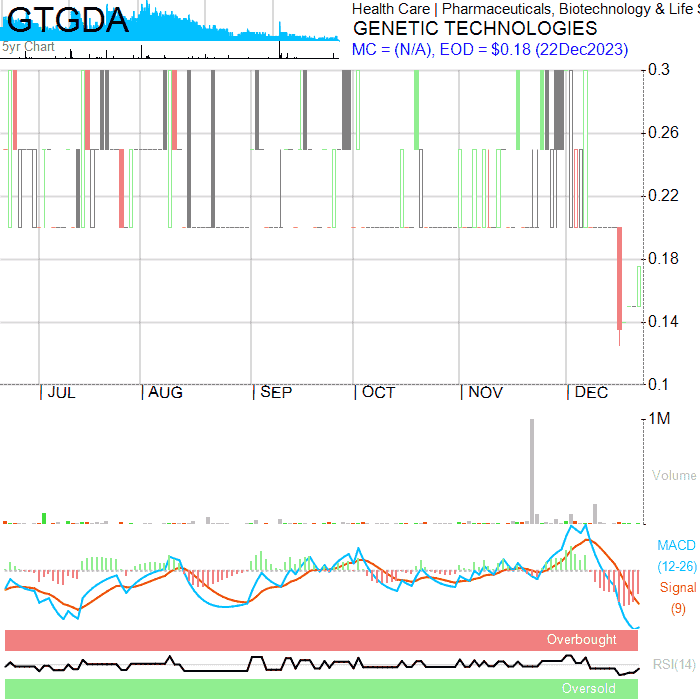 GTGDA
5yr Chart
Health Care | Pharmaceuticals, Biotechnology & Life
GENETIC TECHNOLOGIES
MC = (N/A), EOD = $0.18 (22Dec2023)
0.3
0.26
0.22
0.18
0.14
0.1
JUL AUG SEP OCT NOV DEC
1M
Volume
MACD
(12-26)
Signal
(9)
Overbought
RSI(14)
Oversold